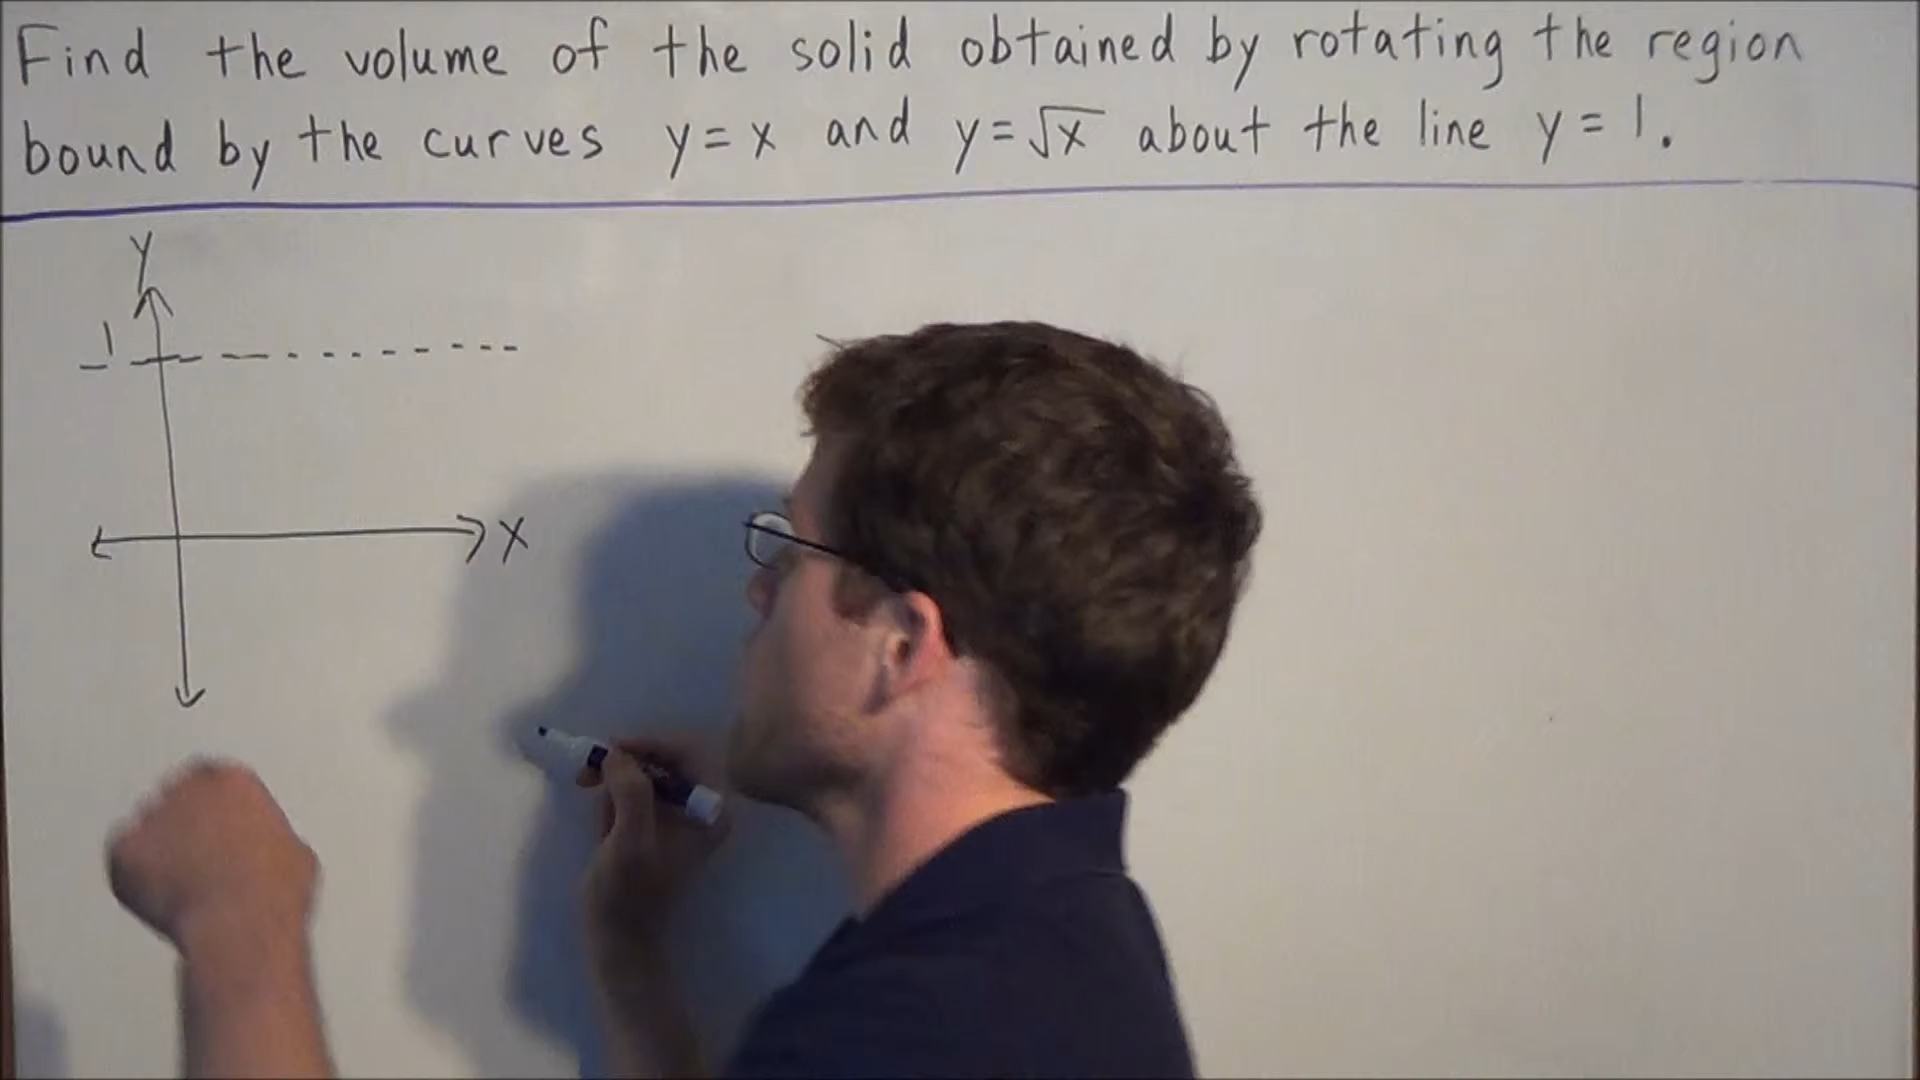 Find the volume of the solid obtained by rotating the region
bound by the curves y = x and y = √x about the line y = 1.
y
1
x